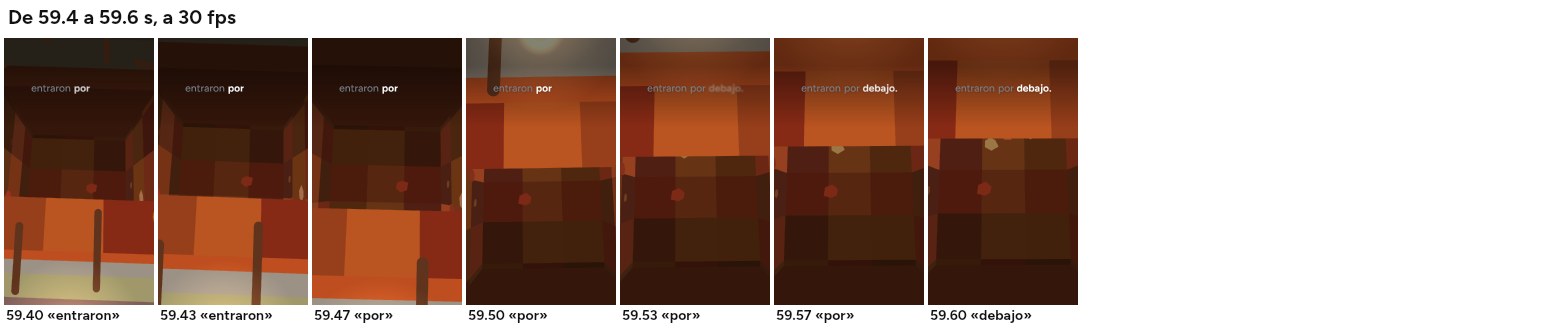 De 59.4 a 59.6 s, a 30 fps
entraron por
entraron por
entraron por
entraron por
entraron por debajo.
entraron por debajo.
entraron por debajo.
59.40 «entraron»
59.43 «entraron»
59.47 «por»
59.50 «por»
59.53 «por»
59.57 «por»
59.60 «debajo»